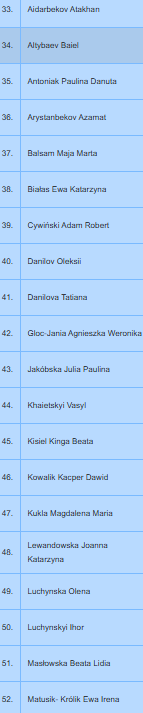 33. Aidarbekov Atakhan
34. Altybaev Baiel
35. Antoniak Paulina Danuta
36. Arystanbekov Azamat
37. Balsam Maja Marta
38. Białas Ewa Katarzyna
39. Cywiński Adam Robert
40. Danilov Oleksii
41. Danilova Tatiana
42. Gloc-Jania Agnieszka Weronika
43. Jakóbska Julia Paulina
44. Khaietskyi Vasyl
45. Kisiel Kinga Beata
46. Kowalik Kacper Dawid
47. Kukla Magdalena Maria
48. Lewandowska Joanna
Katarzyna
49. Luchynska Olena
50. Luchynskyi Ihor
51. Masłowska Beata Lidia
52. Matusik- Królik Ewa Irena